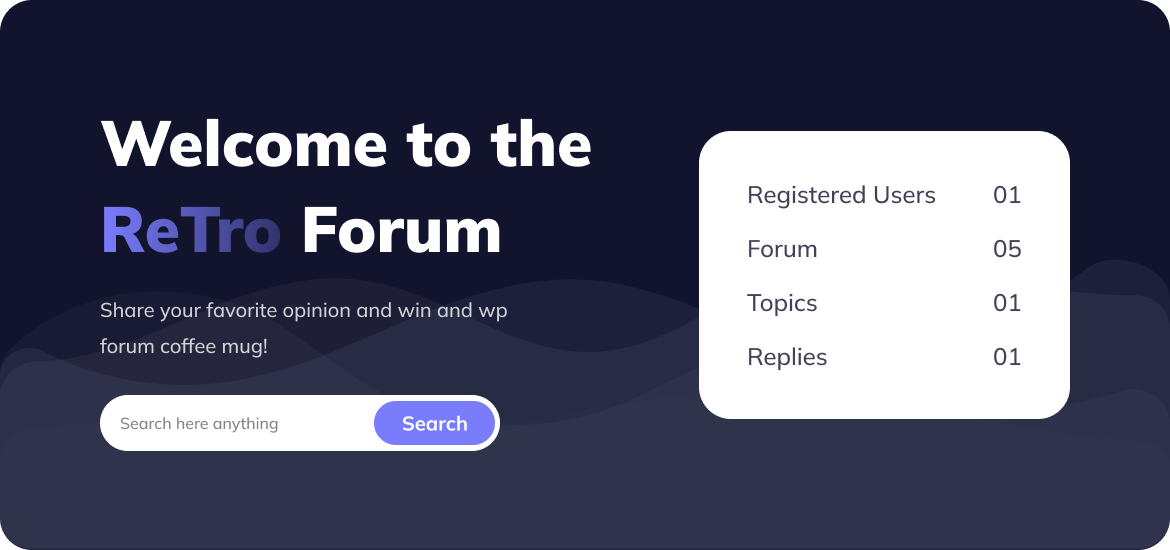 Welcome to the
ReTro Forum
Share your favorite opinion and win and wp
forum coffee mug!
Search here anything
Search
Registered Users 01
Forum 05
Topics 01
Replies 01